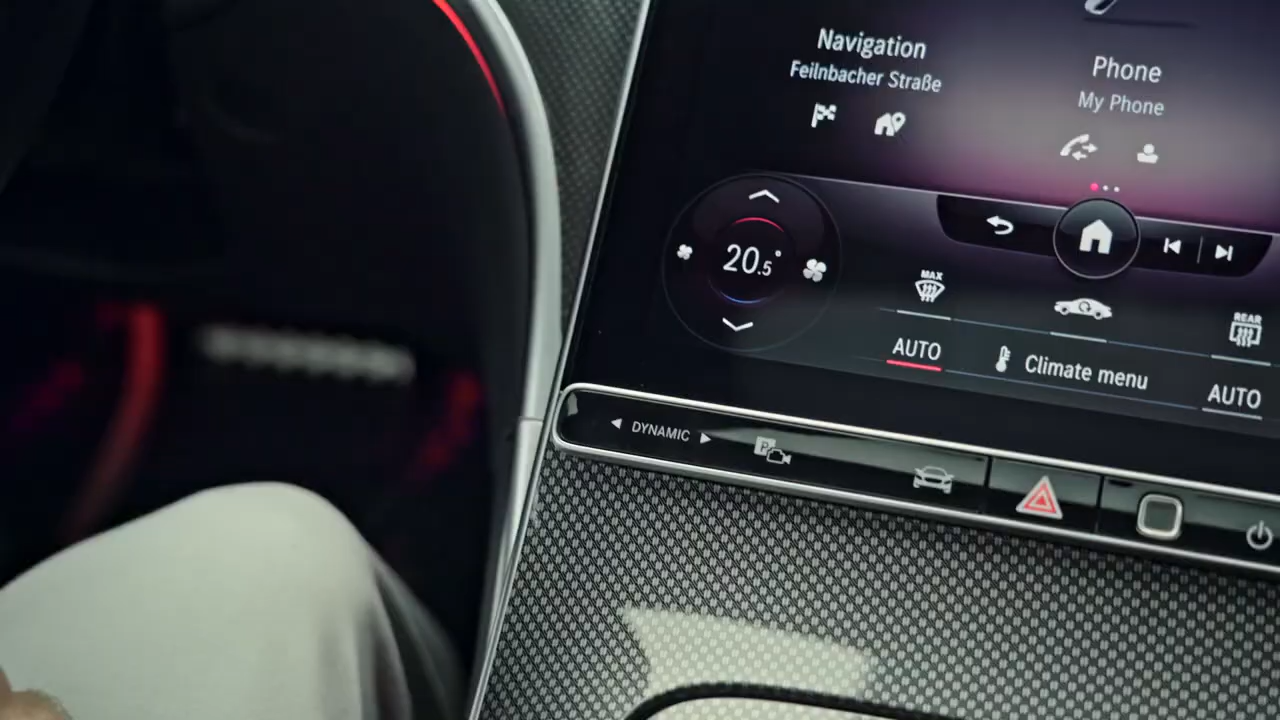 Navigation
Feilnbacher Straße
Phone
My Phone
20.5°
MAX
REAR
AUTO
Climate menu
AUTO
DYNAMIC
P